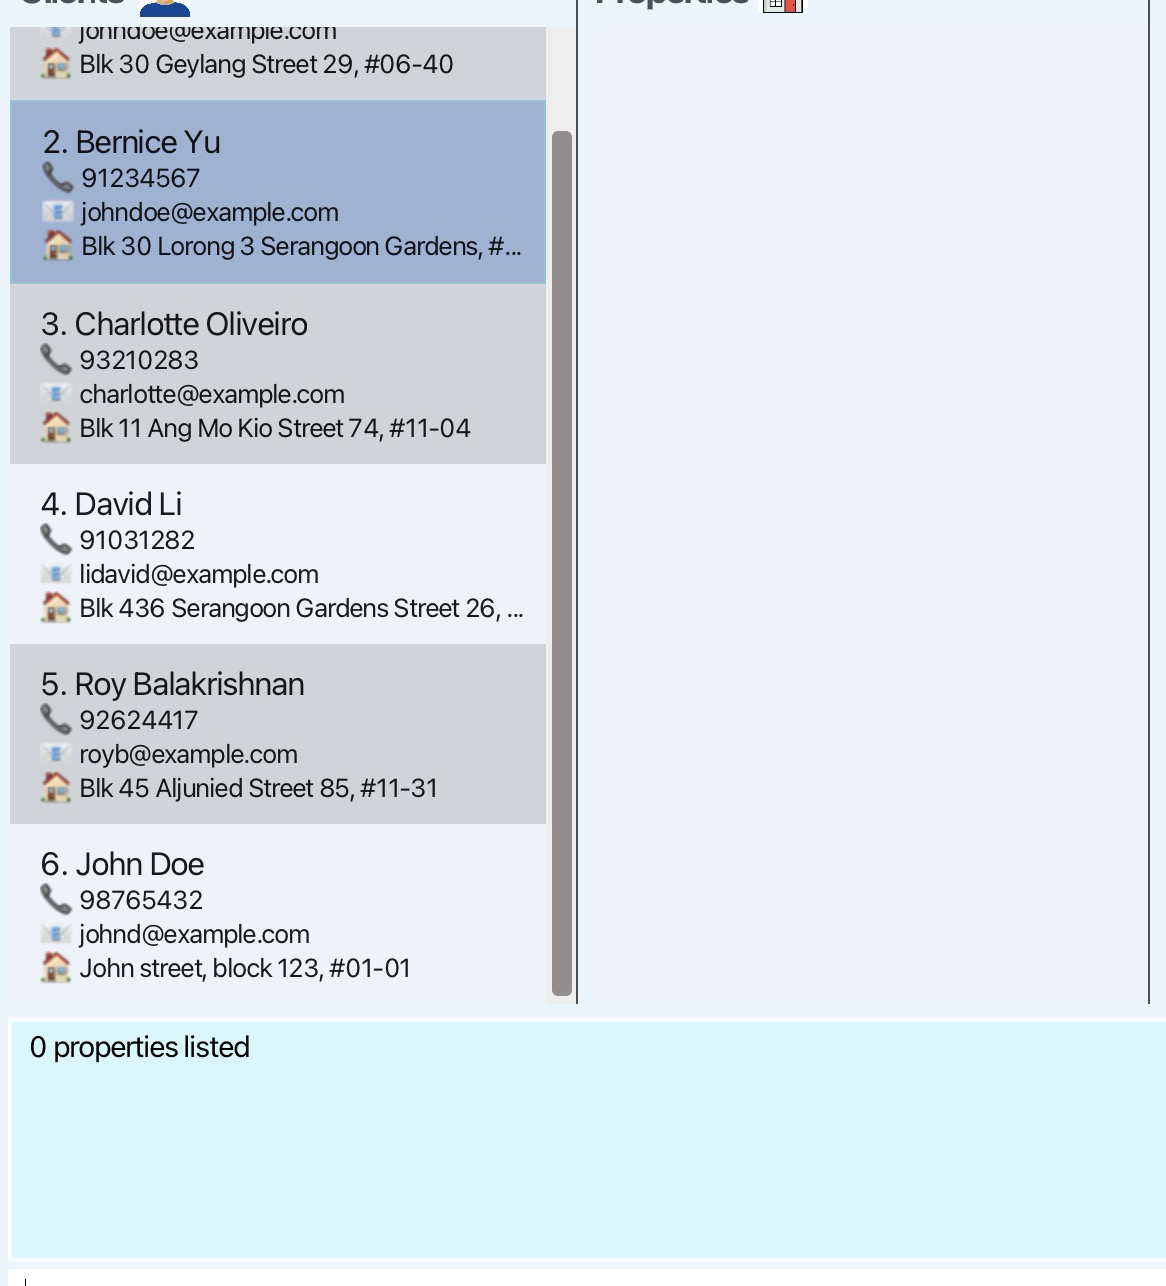 Clients
Properties
johndoe@example.com
Blk 30 Geylang Street 29, #06-40
2. Bernice Yu
91234567
johndoe@example.com
Blk 30 Lorong 3 Serangoon Gardens, #...
3. Charlotte Oliveiro
93210283
charlotte@example.com
Blk 11 Ang Mo Kio Street 74, #11-04
4. David Li
91031282
lidavid@example.com
Blk 436 Serangoon Gardens Street 26, ...
5. Roy Balakrishnan
92624417
royb@example.com
Blk 45 Aljunied Street 85, #11-31
6. John Doe
98765432
johnd@example.com
John street, block 123, #01-01
0 properties listed